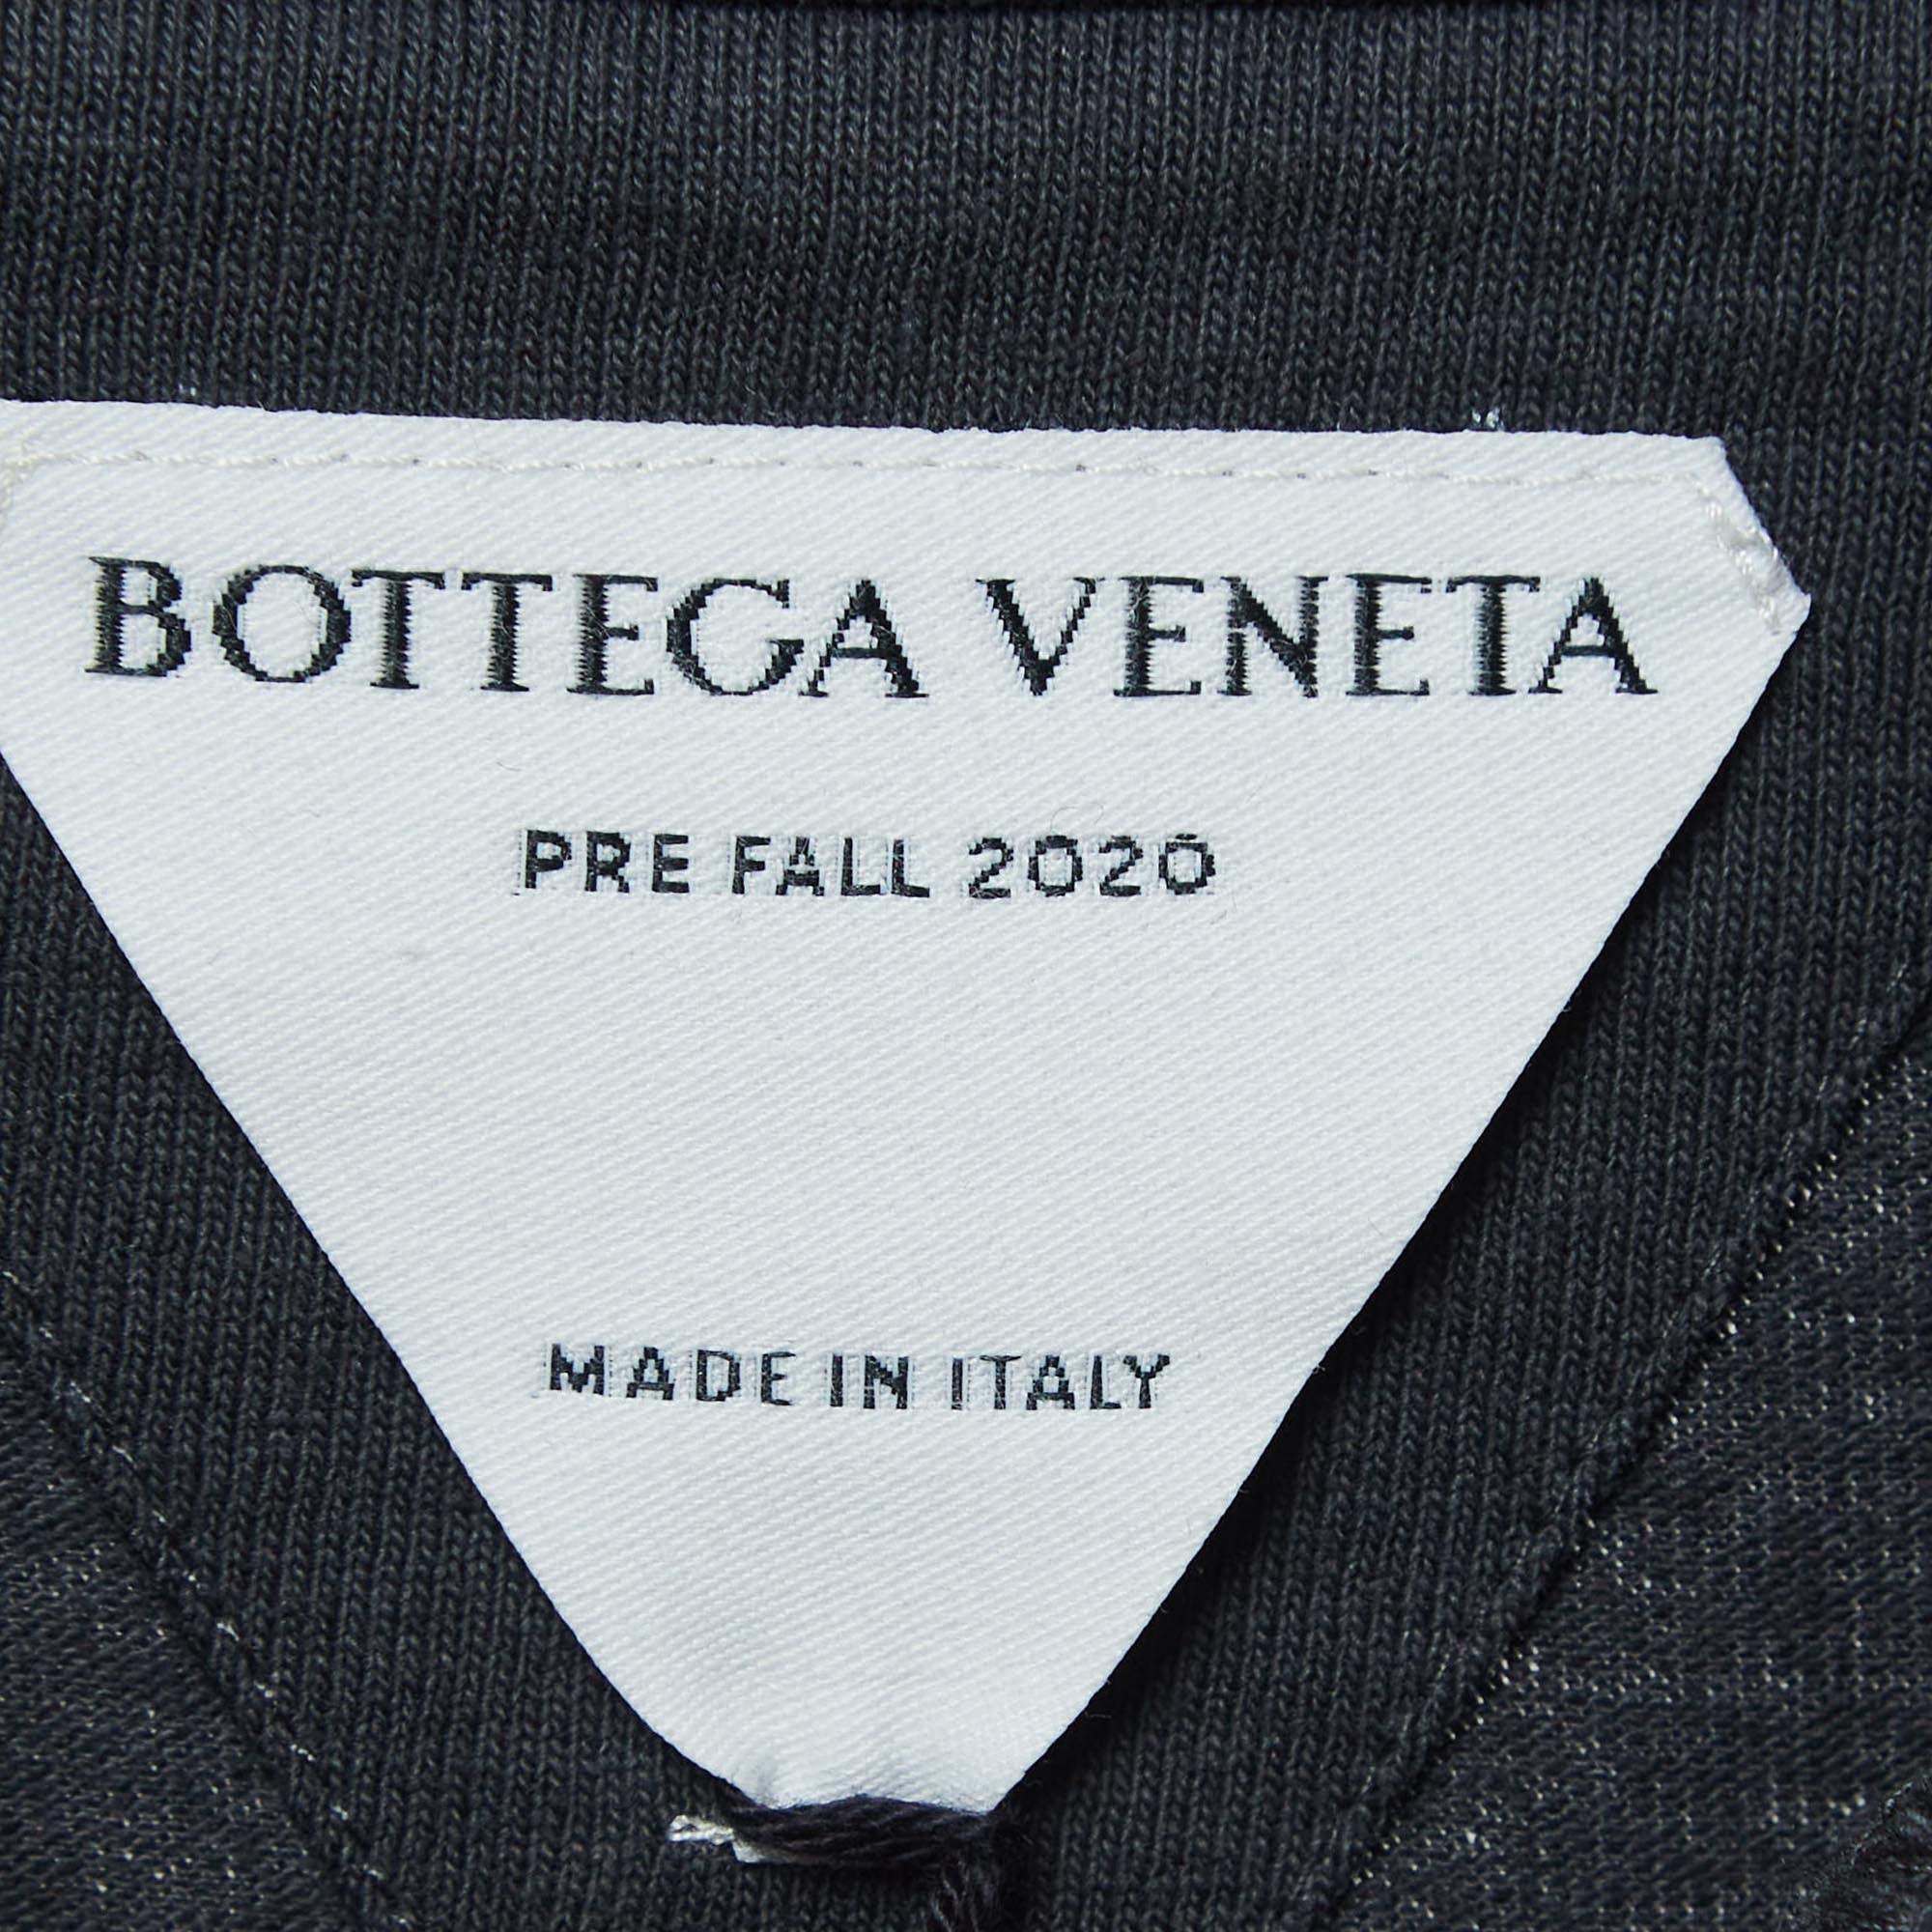 BOTTEGA VENETA
PRE FALL 2020
MADE IN ITALY